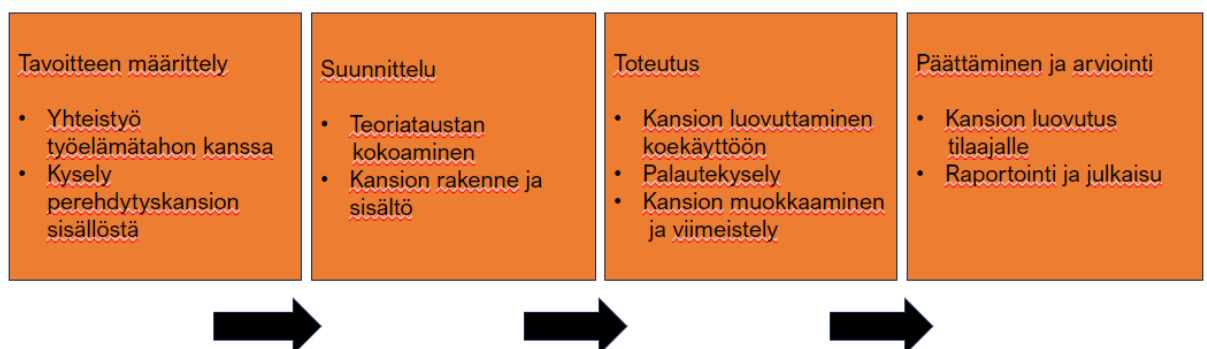 Tavoitteen määrittely
• Yhteistyö
työelämätahon kanssa
• Kysely
perehdytyskansion
sisällöstä
Suunnittelu
• Teoriataustan
kokoaminen
• Kansion rakenne ja
sisältö
Toteutus
• Kansion luovuttaminen
koekäyttöön
• Palautekysely
• Kansion muokkaaminen
ja viimeistely
Päättäminen ja arviointi
• Kansion luovutus
tilaajalle
• Raportointi ja julkaisu